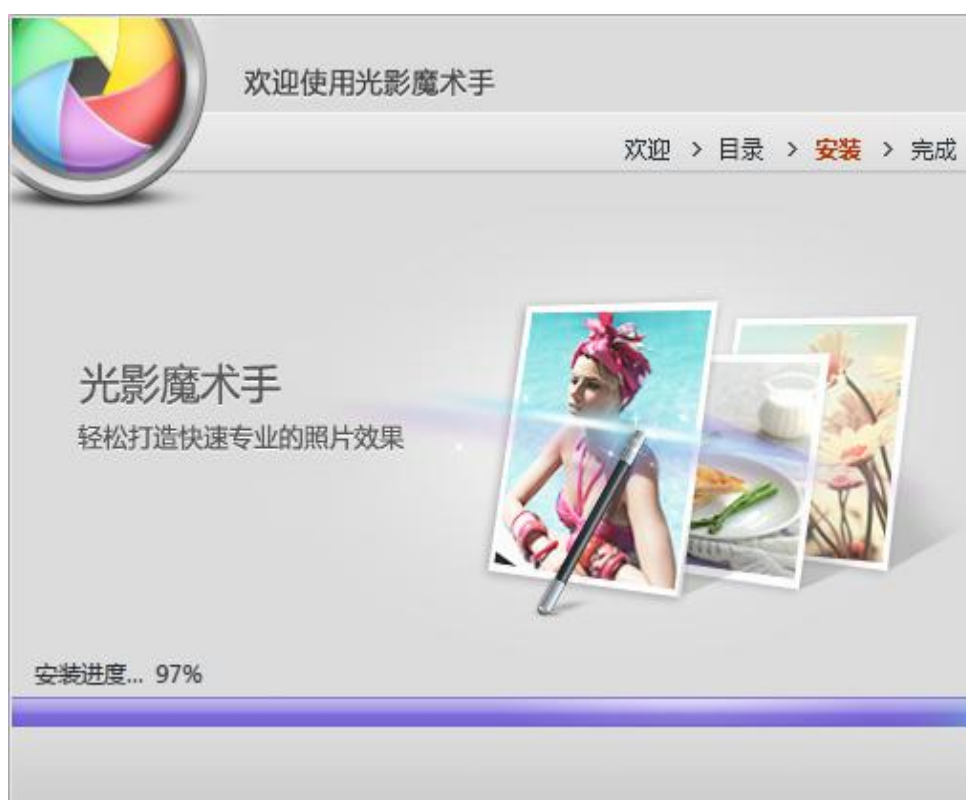 欢迎使用光影魔术手
欢迎 > 目录 > 安装 > 完成
光影魔术手
轻松打造快速专业的照片效果
安装进度... 97%